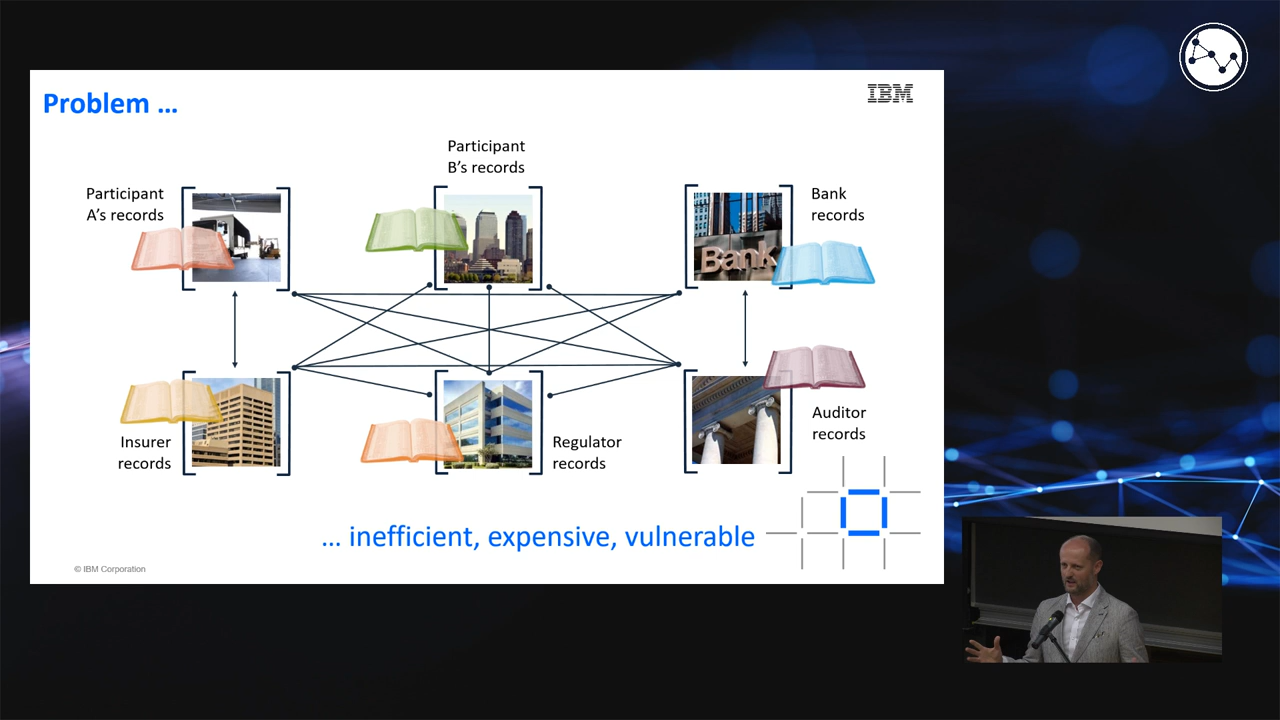 Problem ...
IBM
Participant
B's records
Participant
A's records
Bank
records
Bank
Insurer
records
Regulator
records
Auditor
records
... inefficient, expensive, vulnerable
© IBM Corporation